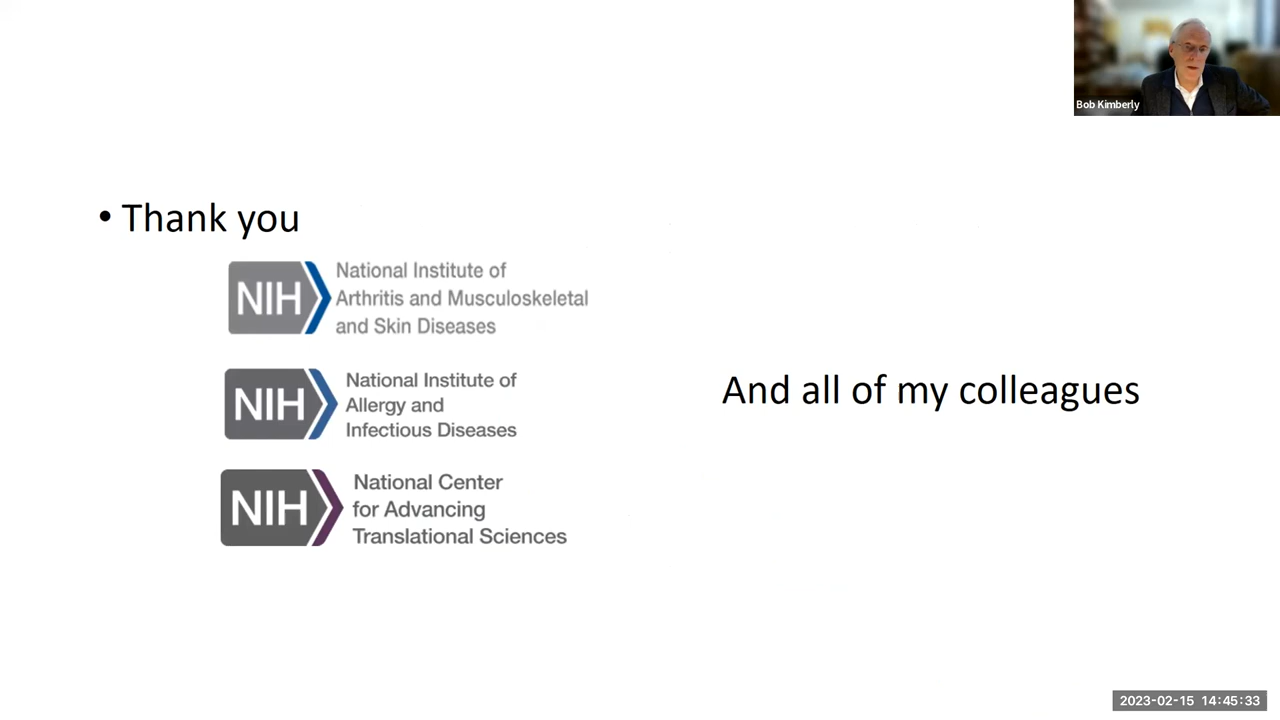 Bob Kimberly
• Thank you
NIH
National Institute of
Arthritis and Musculoskeletal
and Skin Diseases
NIH
National Institute of
Allergy and
Infectious Diseases
And all of my colleagues
NIH
National Center
for Advancing
Translational Sciences
2023-02-15 14:45:33